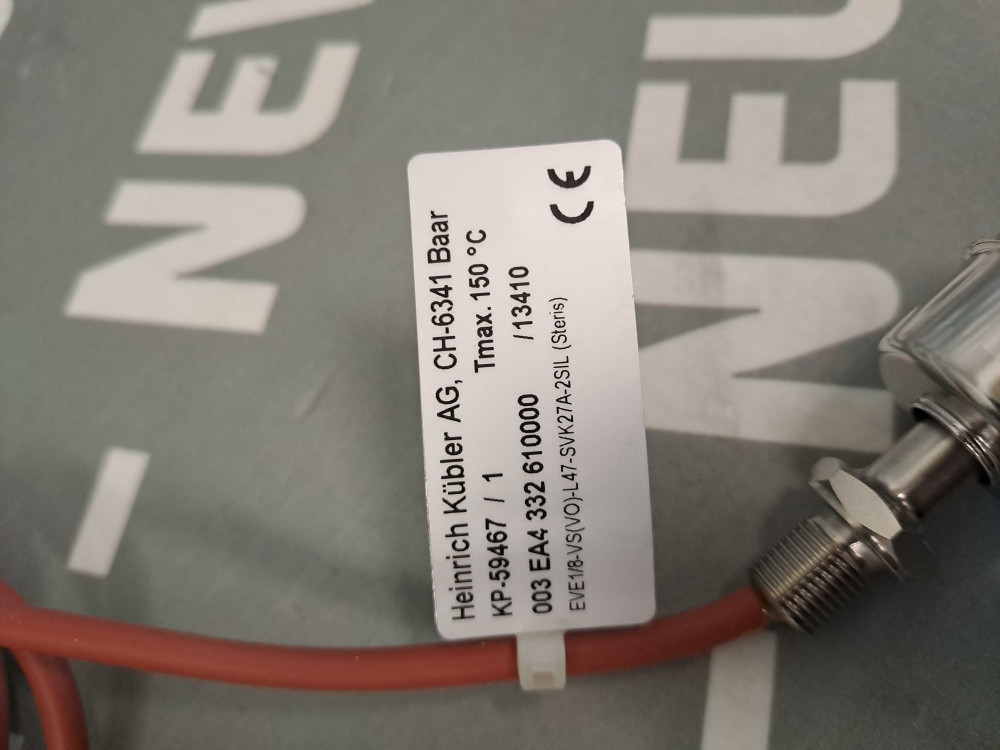 Heinrich Kübler AG, CH-6341 Baar
KP-59467 / 1 Tmax. 150 °C
003 EA4 332 610000 /13410
EVE1/8-VS(VO)-L47-SVK27A-2SIL (Steris)
CE
NEU
NEU